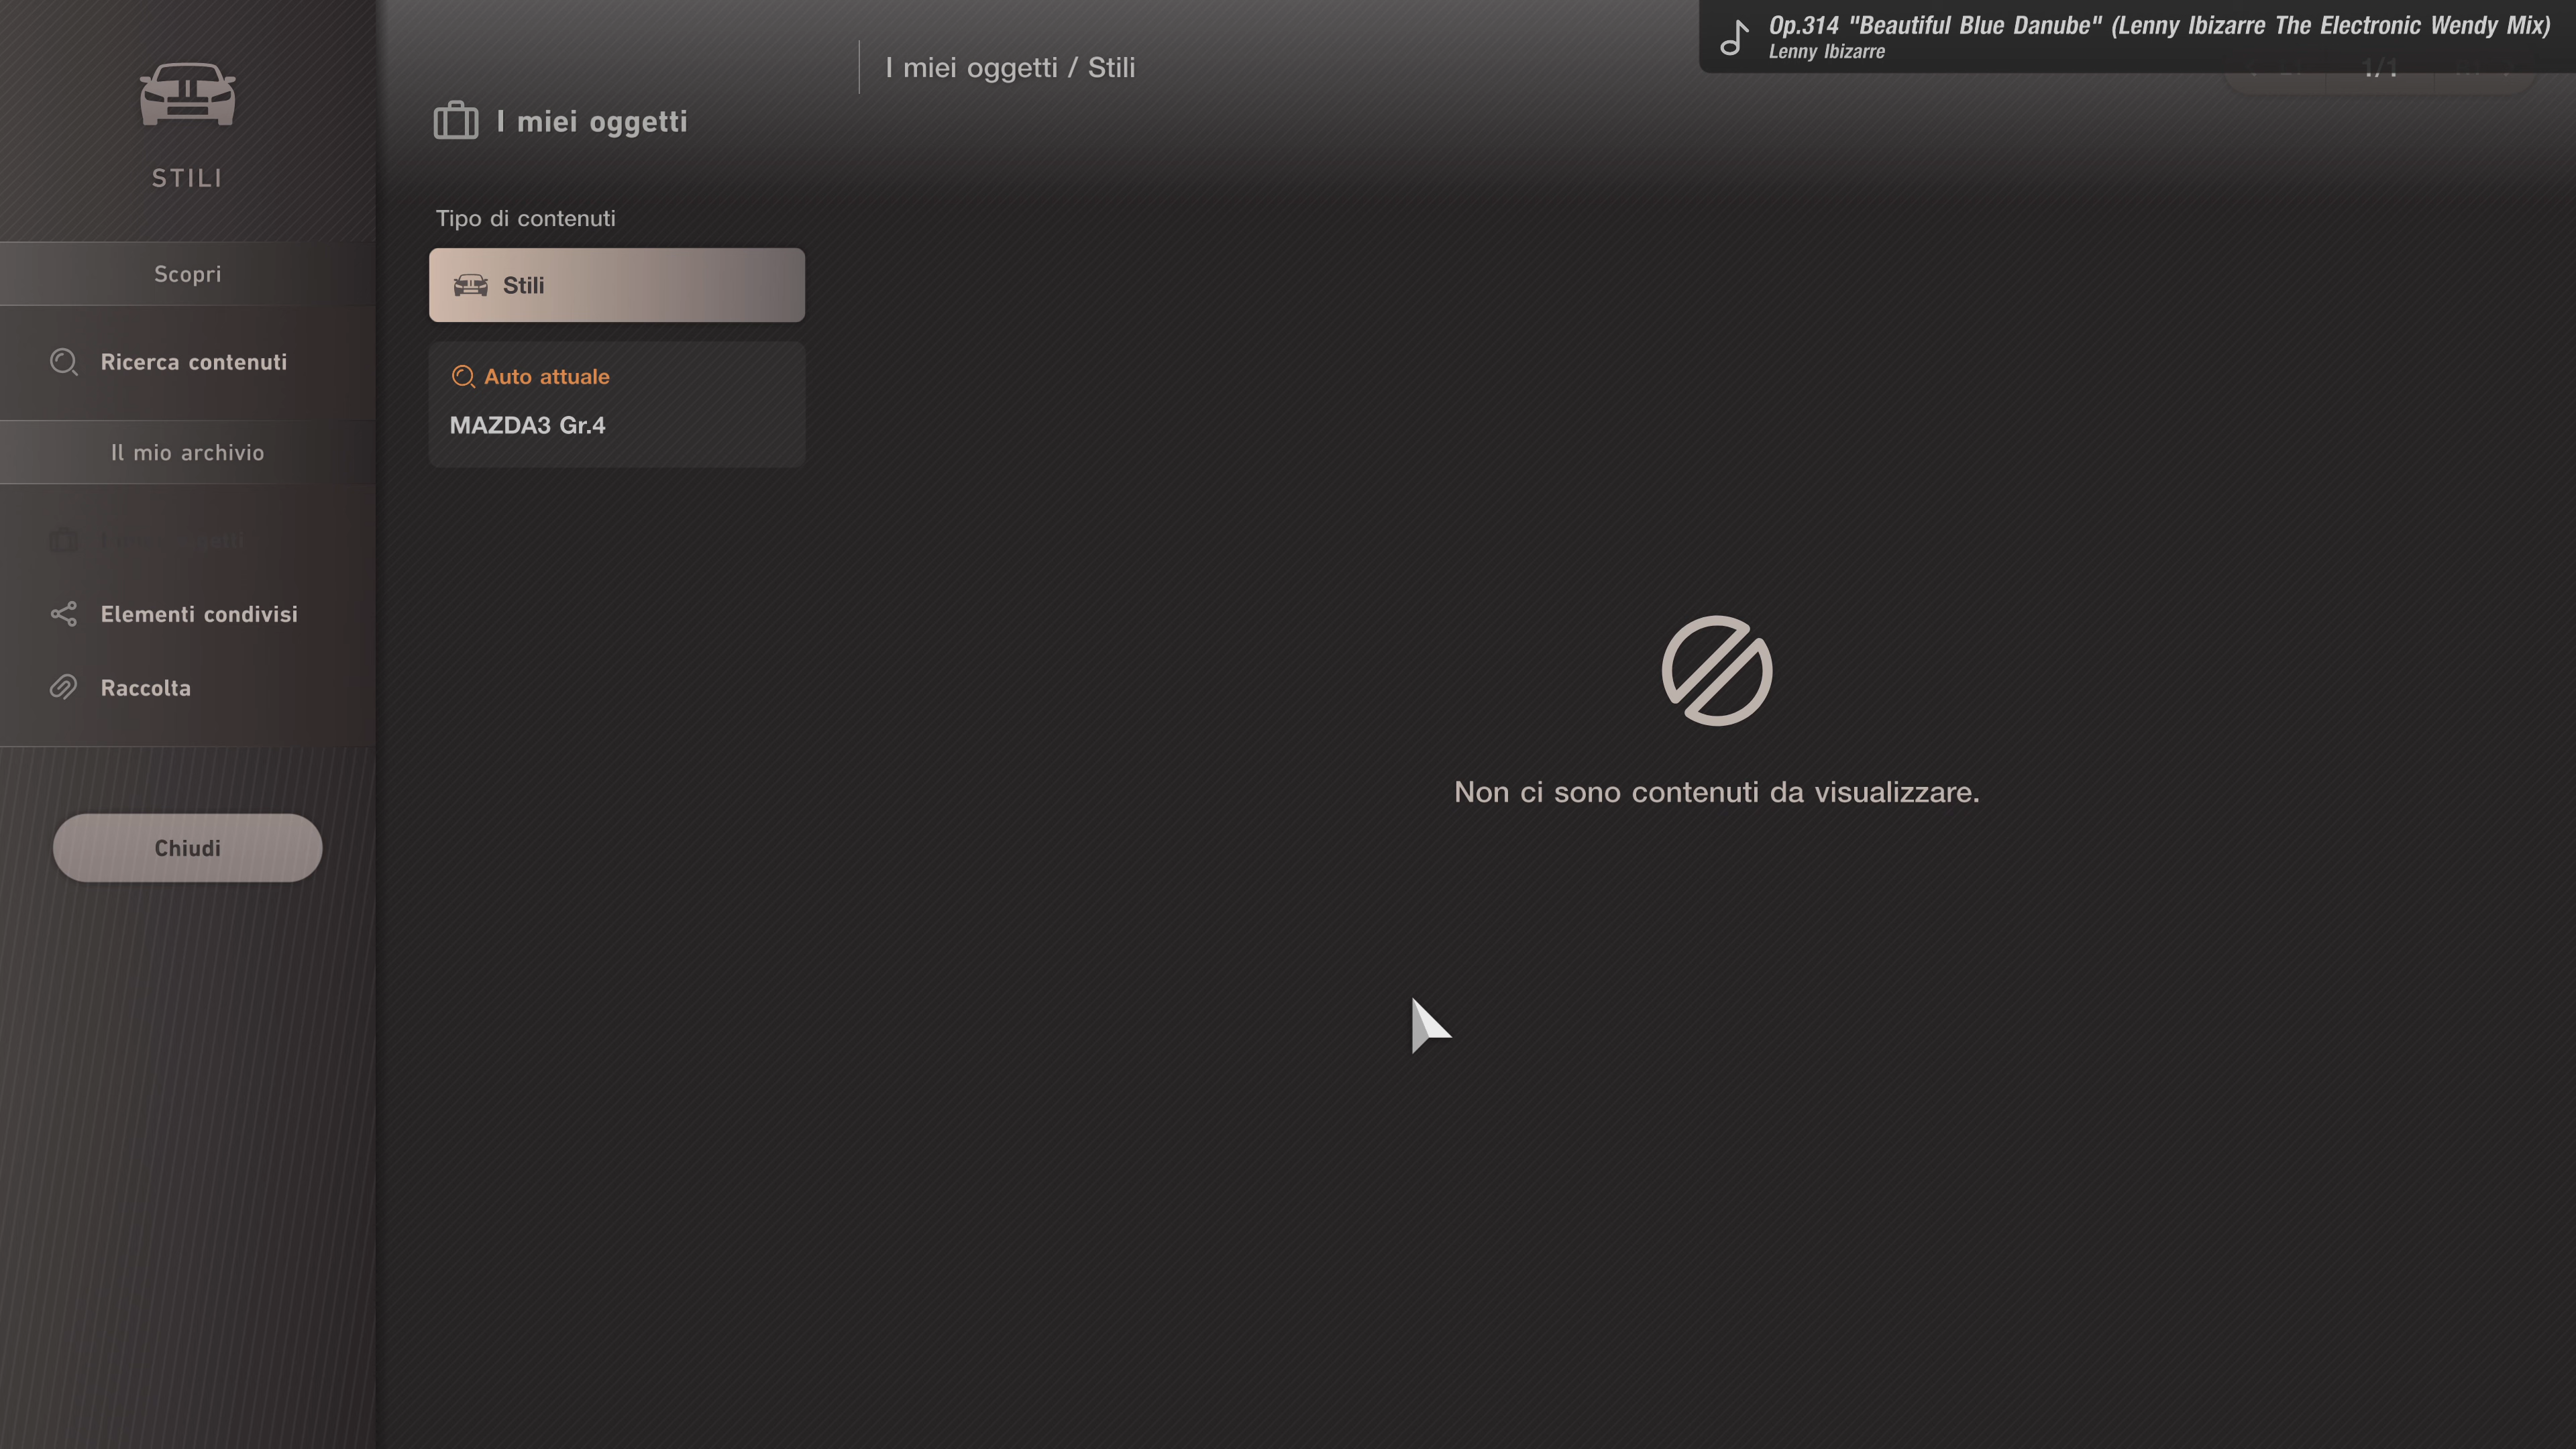 STILI
Scopri
Ricerca contenuti
Il mio archivio
Elementi condivisi
Raccolta
Chiudi
I miei oggetti
Tipo di contenuti
Stili
Auto attuale
MAZDA3 Gr.4
I miei oggetti / Stili
Op.314 "Beautiful Blue Danube" (Lenny Ibizarre The Electronic Wendy Mix)
Lenny Ibizarre
1/1
Non ci sono contenuti da visualizzare.